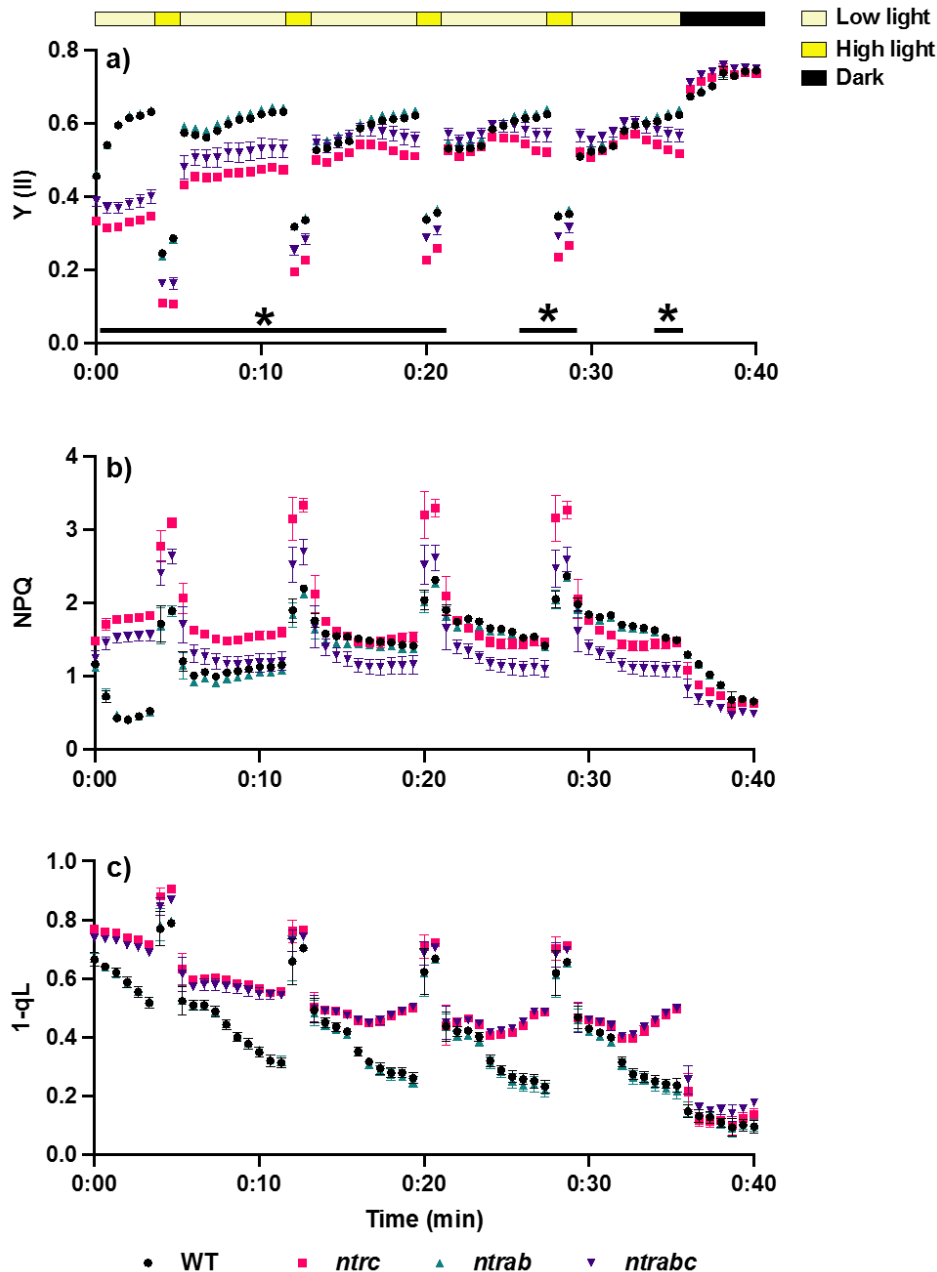 Low light
High light
Dark
a)
0.8
0.6
0.4
0.2
0.0
Y (II)
* * *
0:00 0:10 0:20 0:30 0:40
b)
4
3
2
1
0
NPQ
0:00 0:10 0:20 0:30 0:40
c)
1.0
0.8
0.6
0.4
0.2
0.0
1-qL
0:00 0:10 0:20 0:30 0:40
Time (min)
WT ntrc ntrab ntrabc